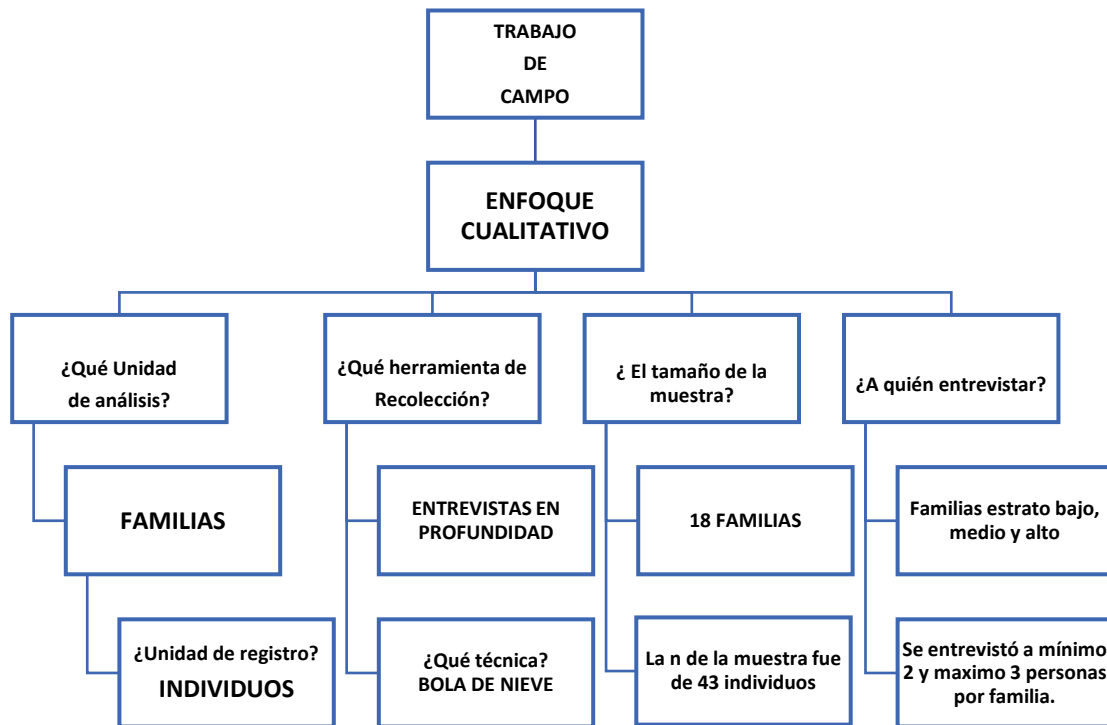 TRABAJO
DE
CAMPO
ENFOQUE
CUALITATIVO
¿Qué Unidad
de análisis?
¿Qué herramienta de
Recolección?
¿ El tamaño de la
muestra?
¿A quién entrevistar?
FAMILIAS
ENTREVISTAS EN
PROFUNDIDAD
18 FAMILIAS
Familias estrato bajo,
medio y alto
¿Unidad de registro?
INDIVIDUOS
¿Qué técnica?
BOLA DE NIEVE
La n de la muestra fue
de 43 individuos
Se entrevistó a mínimo
2 y maximo 3 personas
por familia.